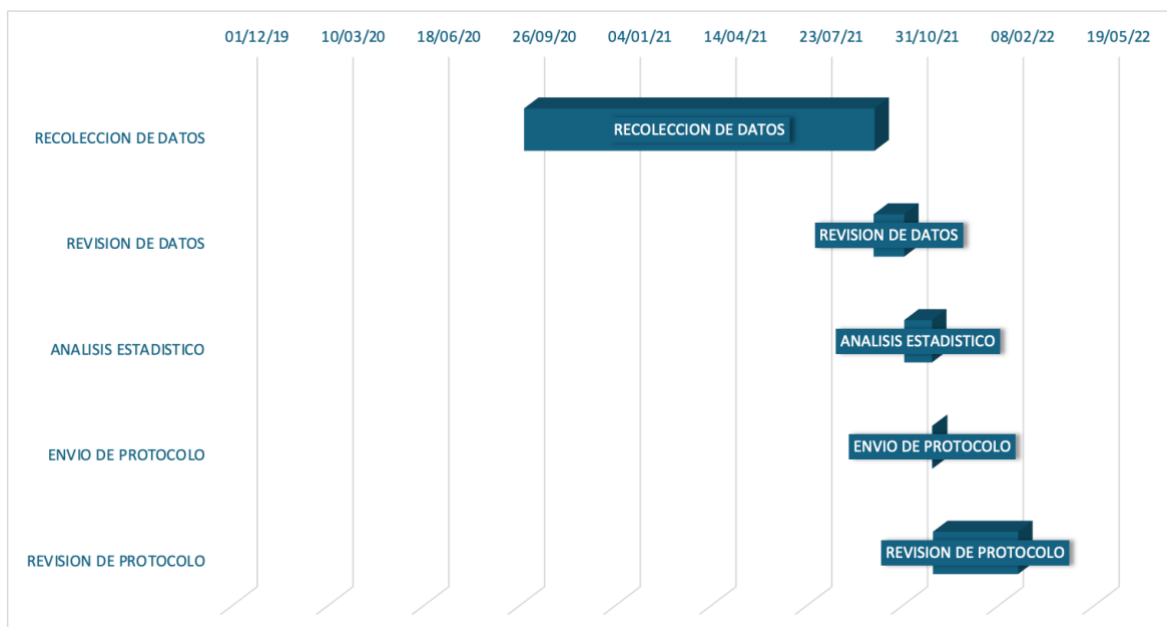 01/12/19 10/03/20 18/06/20 26/09/20 04/01/21 14/04/21 23/07/21 31/10/21 08/02/22 19/05/22
RECOLECCION DE DATOS
RECOLECCION DE DATOS
REVISION DE DATOS
REVISION DE DATOS
ANALISIS ESTADISTICO
ANALISIS ESTADISTICO
ENVIO DE PROTOCOLO
ENVIO DE PROTOCOLO
REVISION DE PROTOCOLO
REVISION DE PROTOCOLO